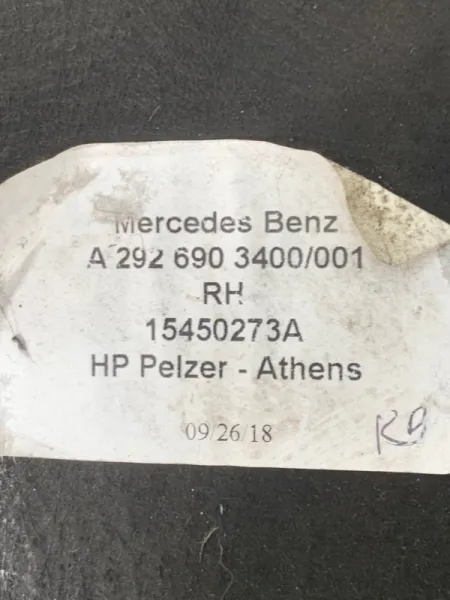 Mercedes Benz
A 292 690 3400/001
RH
15450273A
HP Pelzer - Athens
09/26/18